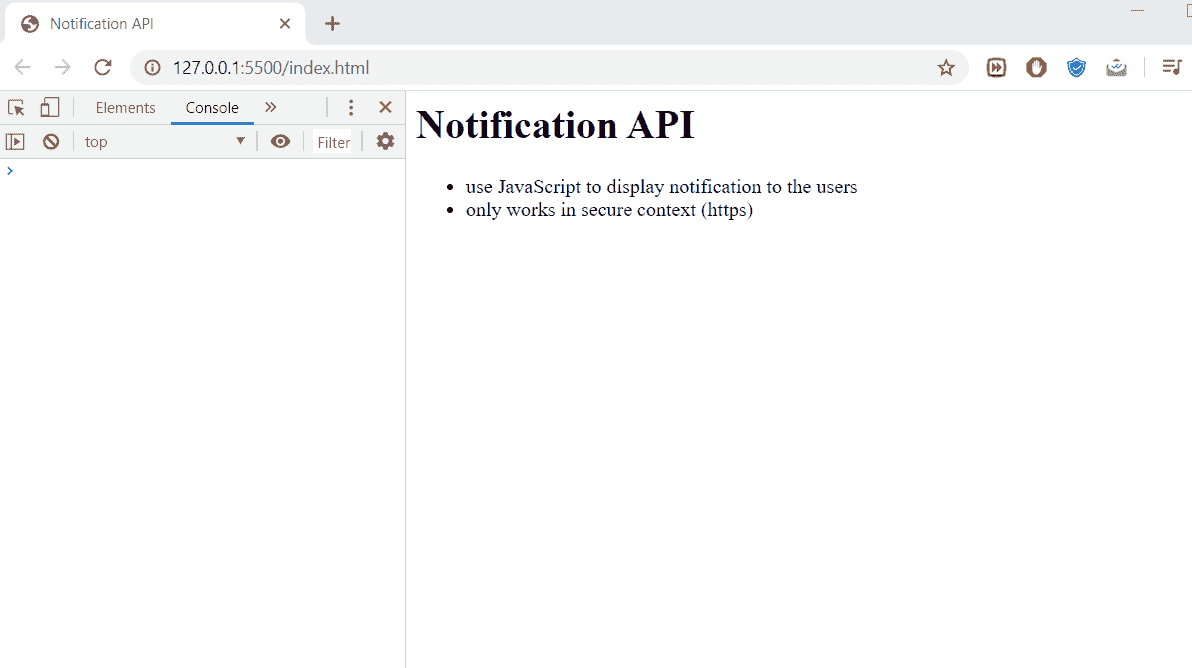 Notification API
127.0.0.1:5500/index.html
Elements
Console
top
Filter
Notification API
use JavaScript to display notification to the users
only works in secure context (https)